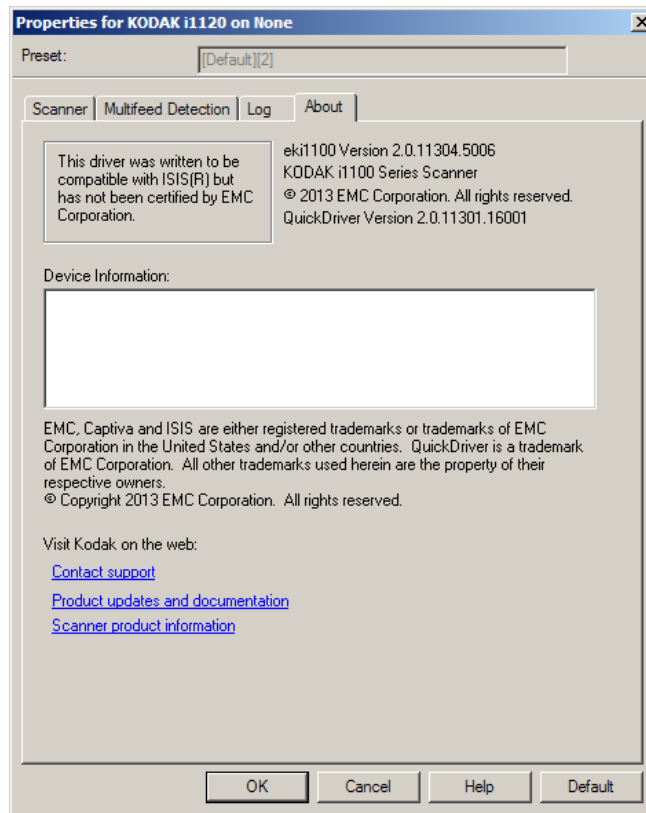 Properties for KODAK i1120 on None
Preset:
[Default][2]
Scanner
Multifeed Detection
Log
About
This driver was written to be
compatible with ISIS(R) but
has not been certified by EMC
Corporation.
eki1100 Version 2.0.11304.5006
KODAK i1100 Series Scanner
© 2013 EMC Corporation. All rights reserved.
QuickDriver Version 2.0.11301.16001
Device Information:
EMC, Captiva and ISIS are either registered trademarks or trademarks of EMC
Corporation in the United States and/or other countries.  QuickDriver is a trademark
of EMC Corporation.  All other trademarks used herein are the property of their
respective owners.
© Copyright 2013 EMC Corporation.  All rights reserved.
Visit Kodak on the web:
Contact support
Product updates and documentation
Scanner product information
OK
Cancel
Help
Default